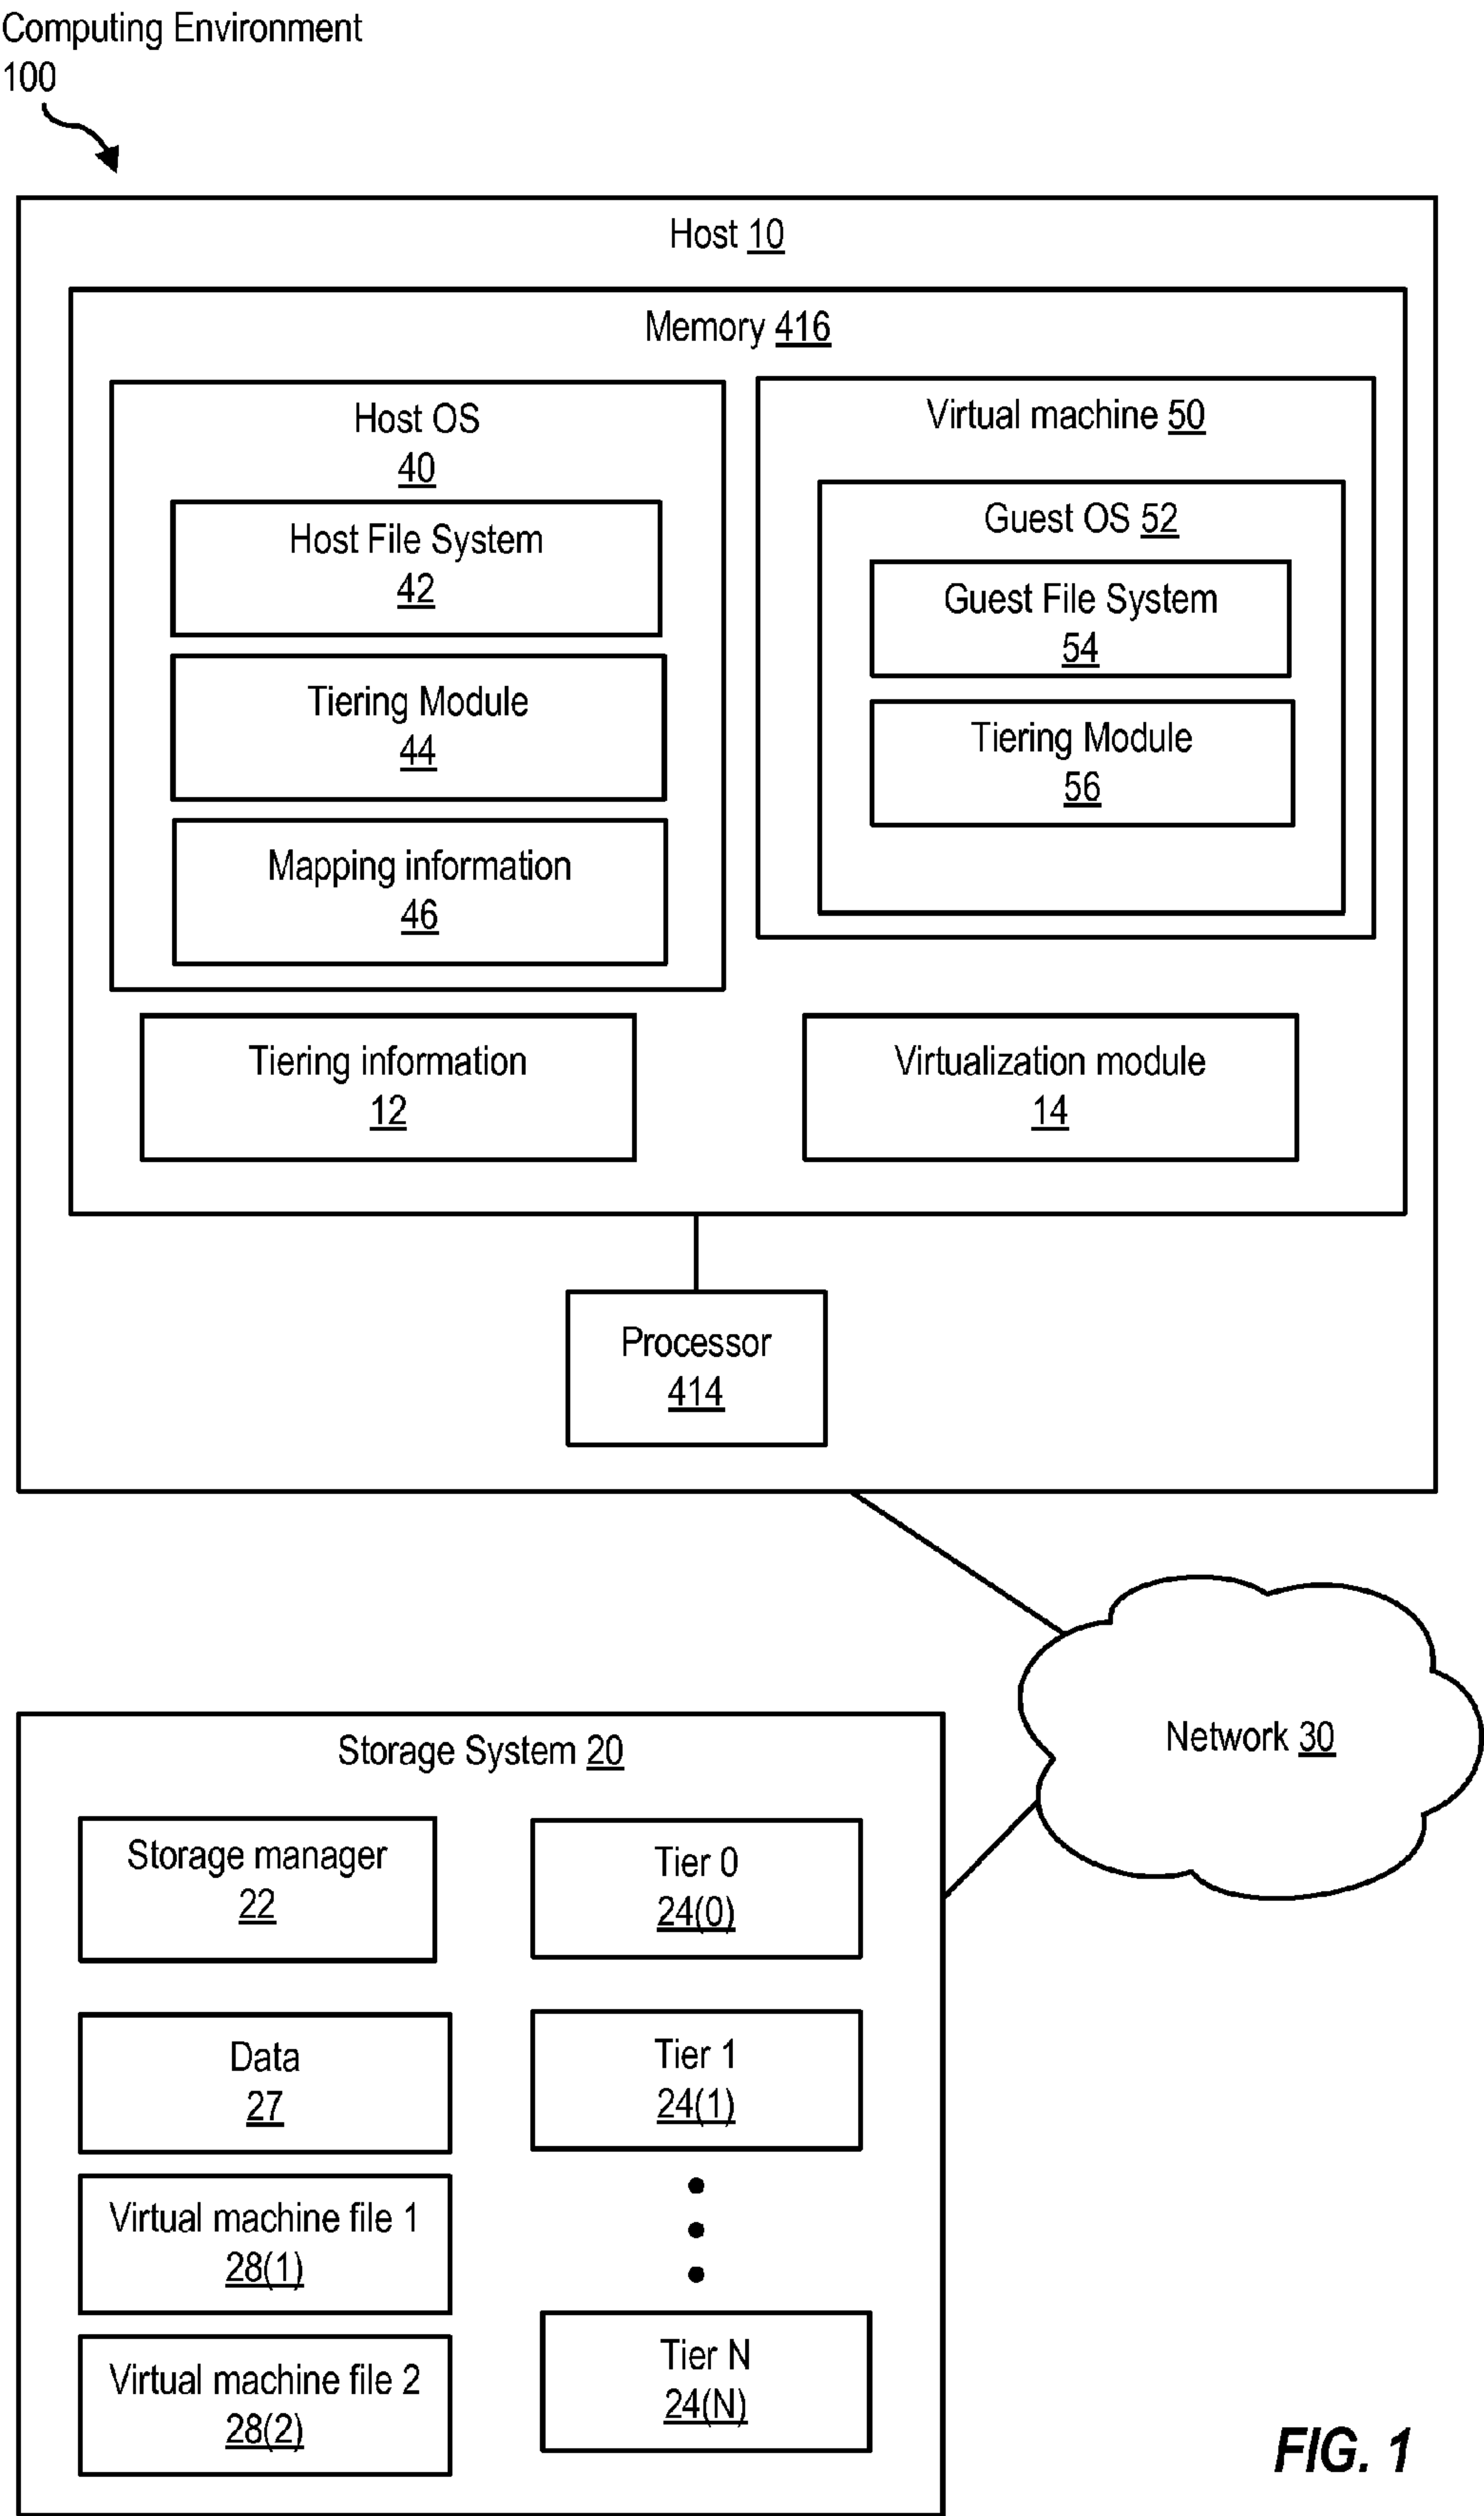 Computing Environment
100
Host 10
Memory 416
Host OS
40
Host File System
42
Tiering Module
44
Mapping information
46
Virtual machine 50
Guest OS 52
Guest File System
54
Tiering Module
56
Tiering information
12
Virtualization module
14
Processor
414
Network 30
Storage System 20
Storage manager
22
Tier 0
24(0)
Data
27
Tier 1
24(1)
Virtual machine file 1
28(1)
Virtual machine file 2
28(2)
Tier N
24(N)
FIG. 1